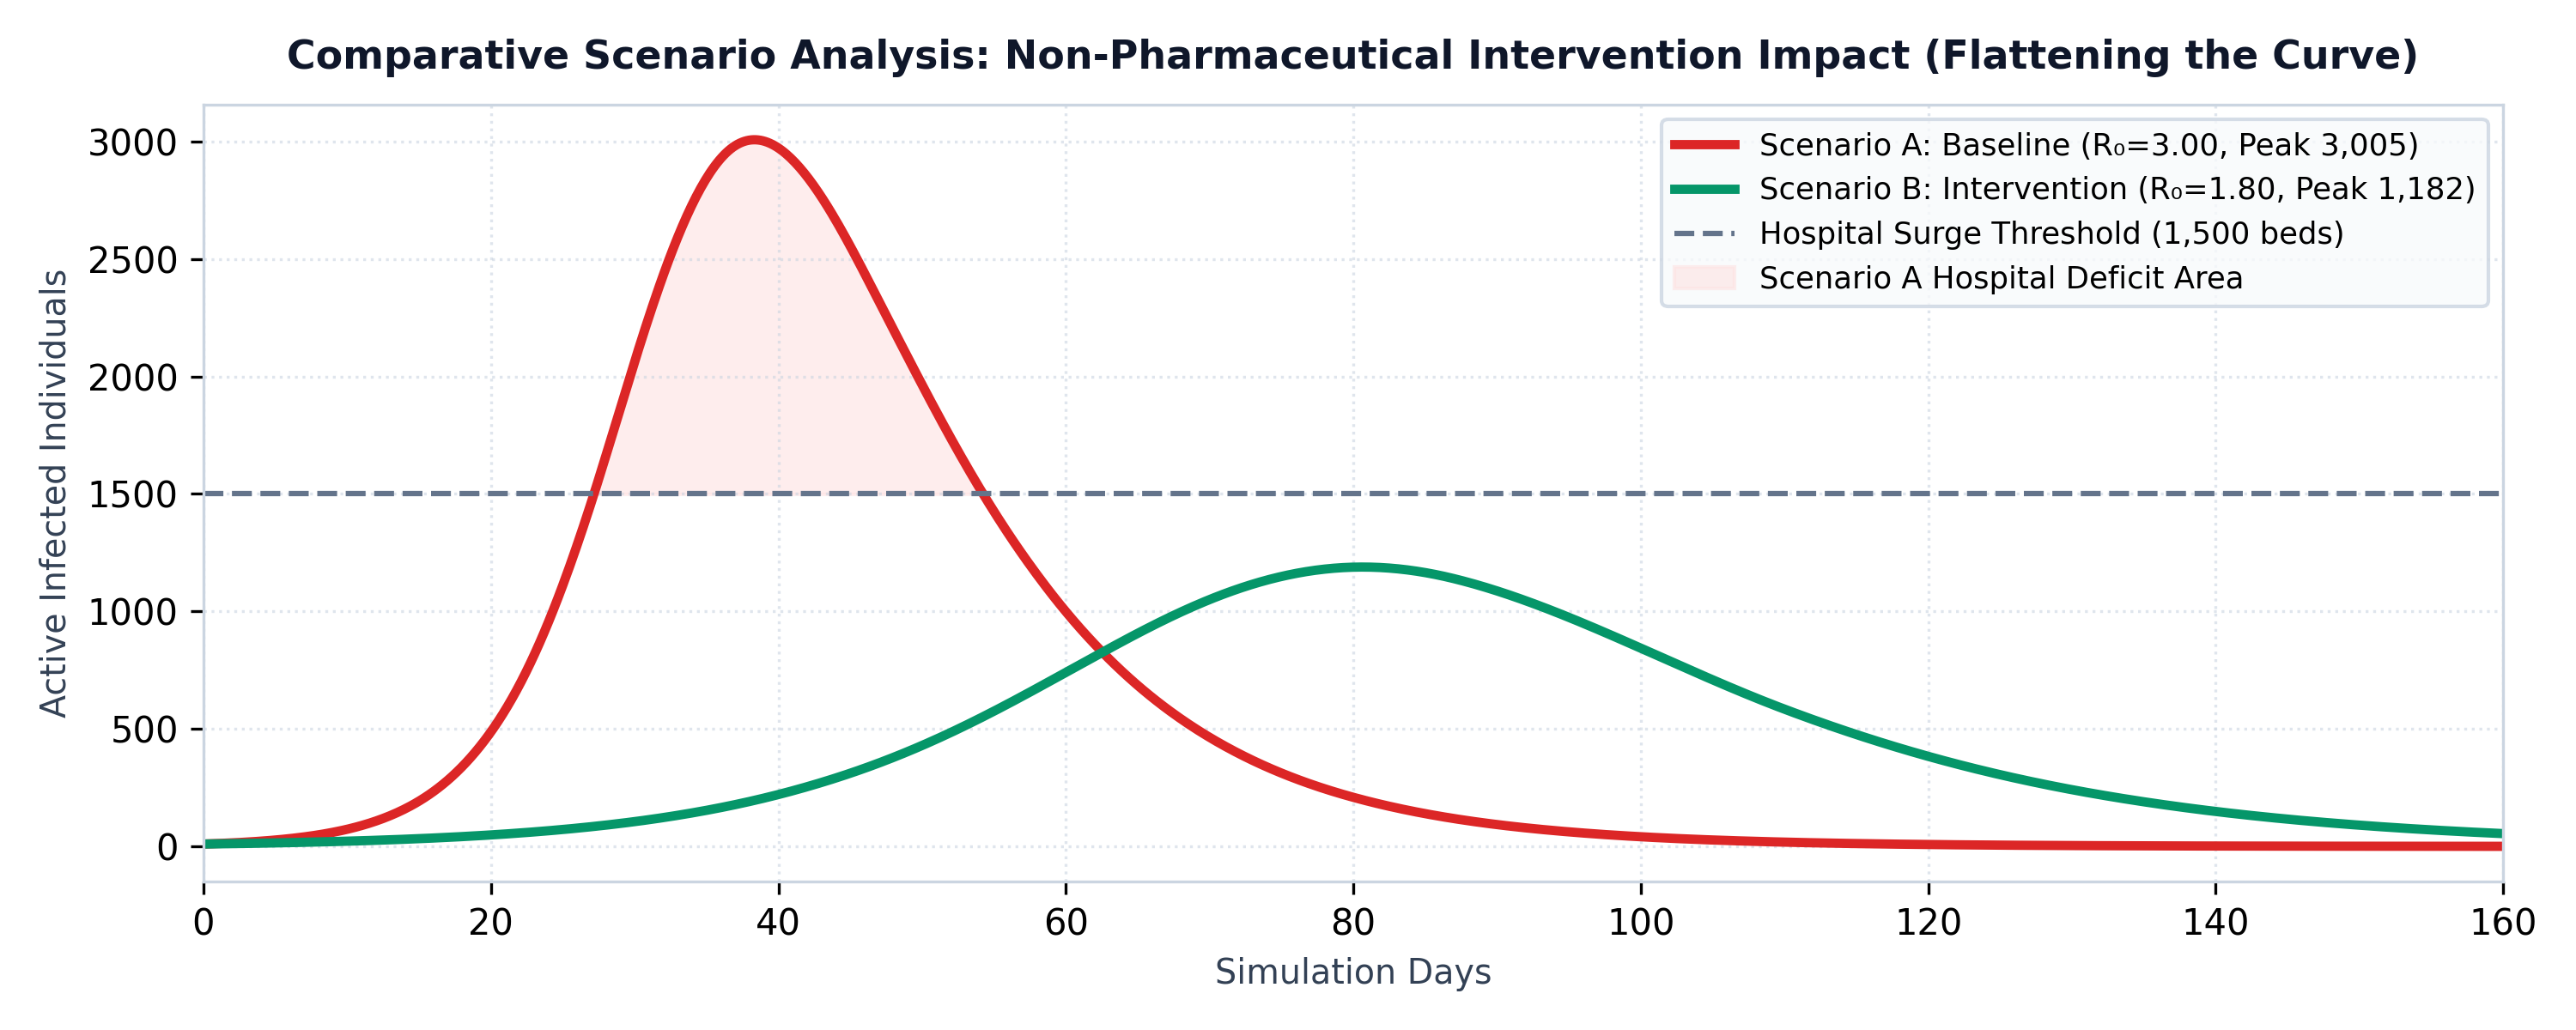 Comparative Scenario Analysis: Non-Pharmaceutical Intervention Impact (Flattening the Curve)
Scenario A: Baseline (R₀=3.00, Peak 3,005)
Scenario B: Intervention (R₀=1.80, Peak 1,182)
Hospital Surge Threshold (1,500 beds)
Scenario A Hospital Deficit Area
Active Infected Individuals
3000
2500
2000
1500
1000
500
0
0 20 40 60 80 100 120 140 160
Simulation Days